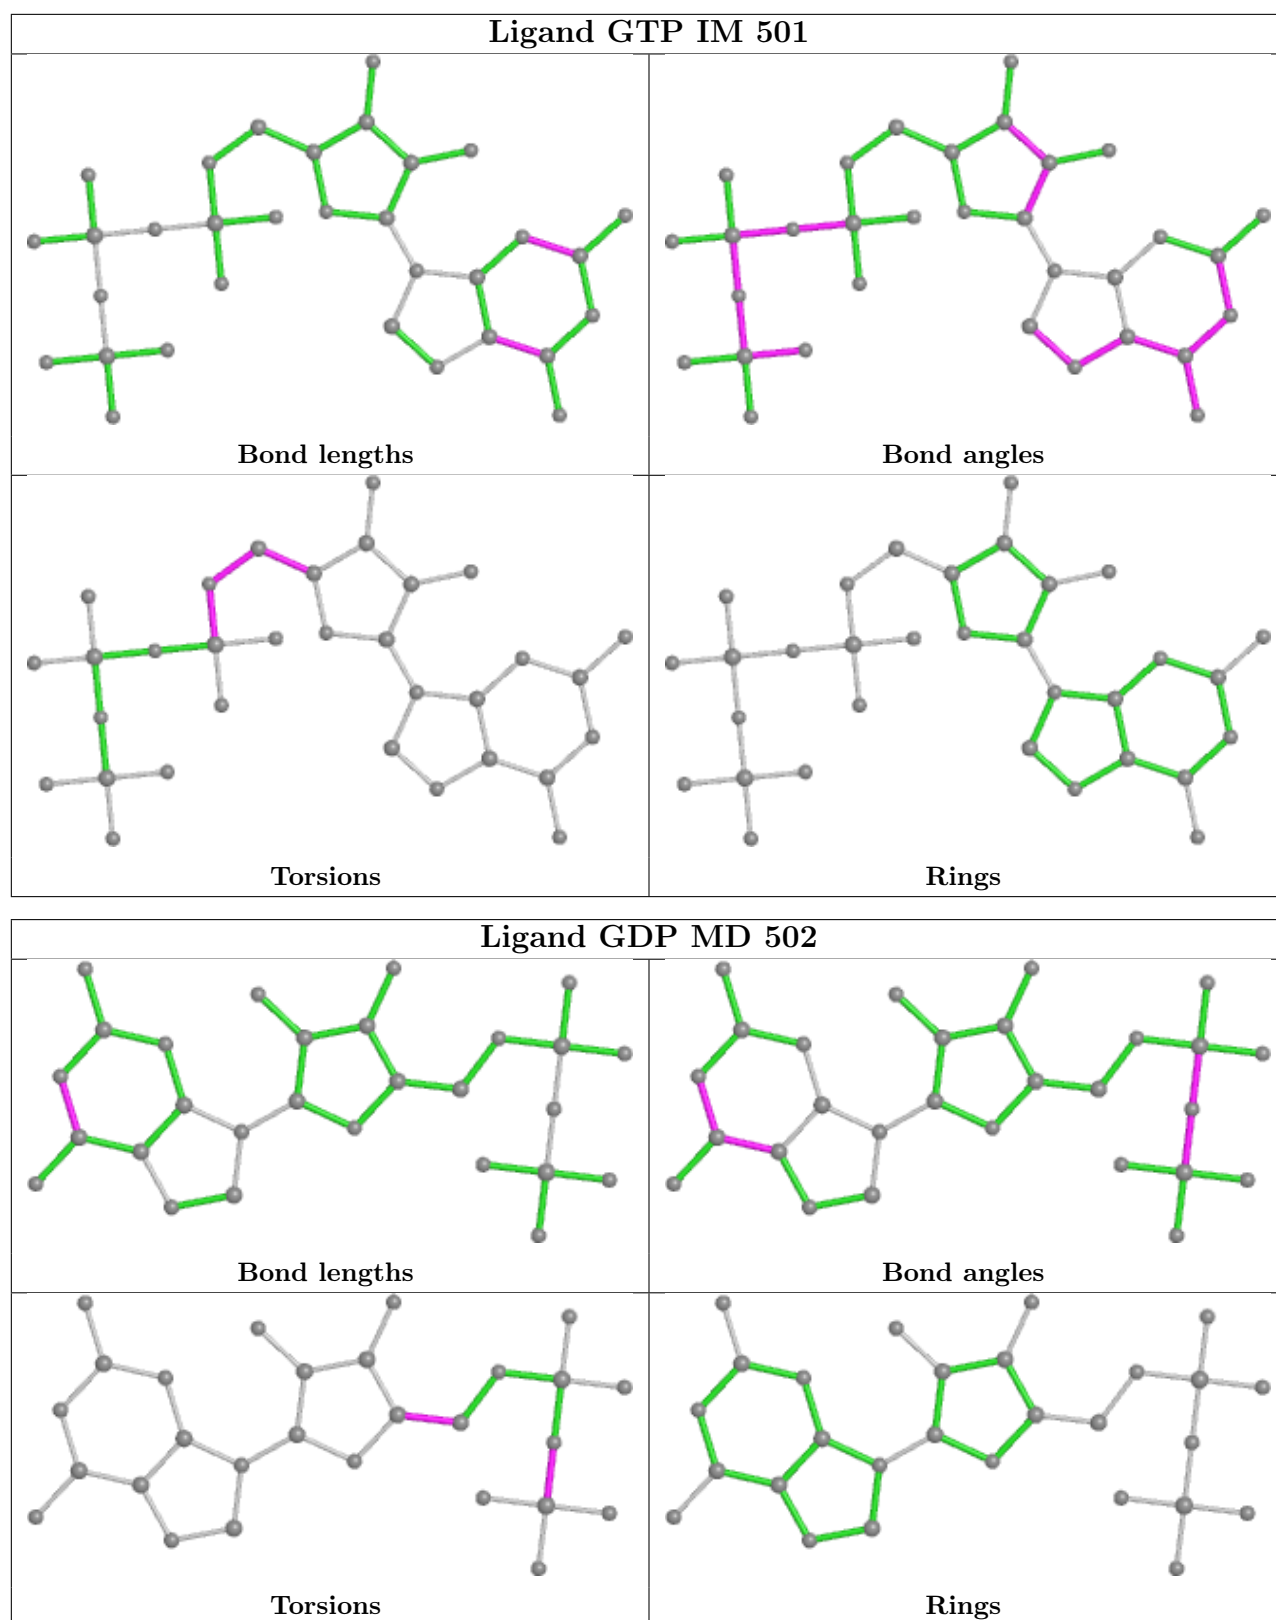 Ligand GTP IM 501
Bond lengths
Bond angles
Torsions
Rings
Ligand GDP MD 502
Bond lengths
Bond angles
Torsions
Rings